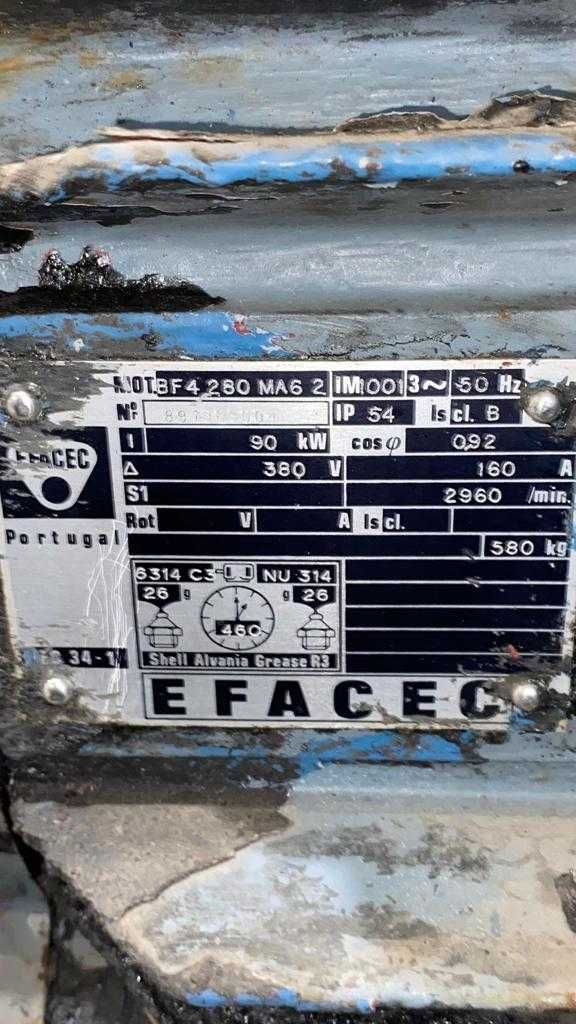 MOT BF4 280 MA6 2 IM 1001 3~ 50 Hz
Nº IP 54 Is cl. B
I 90 kW cos φ 0,92
Δ 380 V 160 A
S1 2960 /min.
Rot V A Is cl.
EFACEC
Portugal
580 kg
6314 C3 NU 314
26 g g 26
460
Shell Alvania Grease R3
34-1
EFACEC